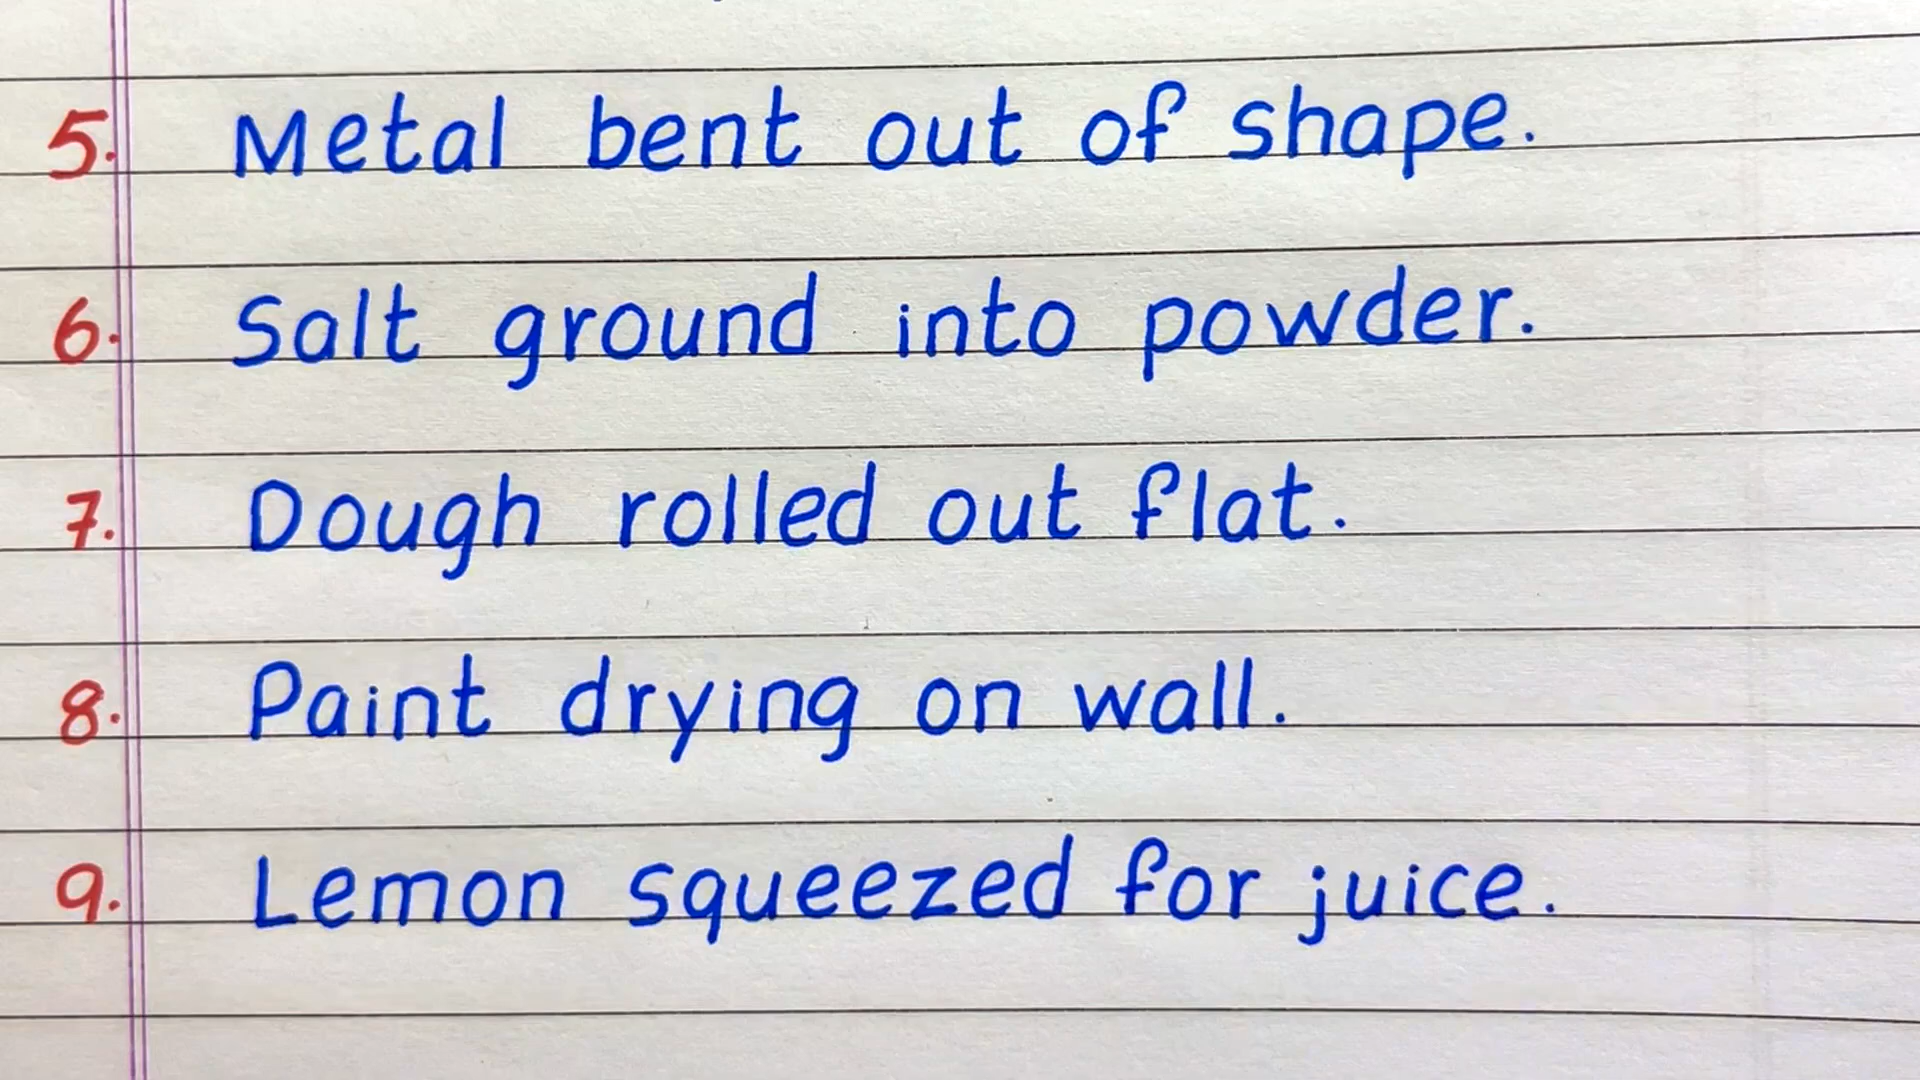 5. Metal bent out of shape.
6. Salt ground into powder.
7. Dough rolled out flat.
8. Paint drying on wall.
9. Lemon squeezed for juice.